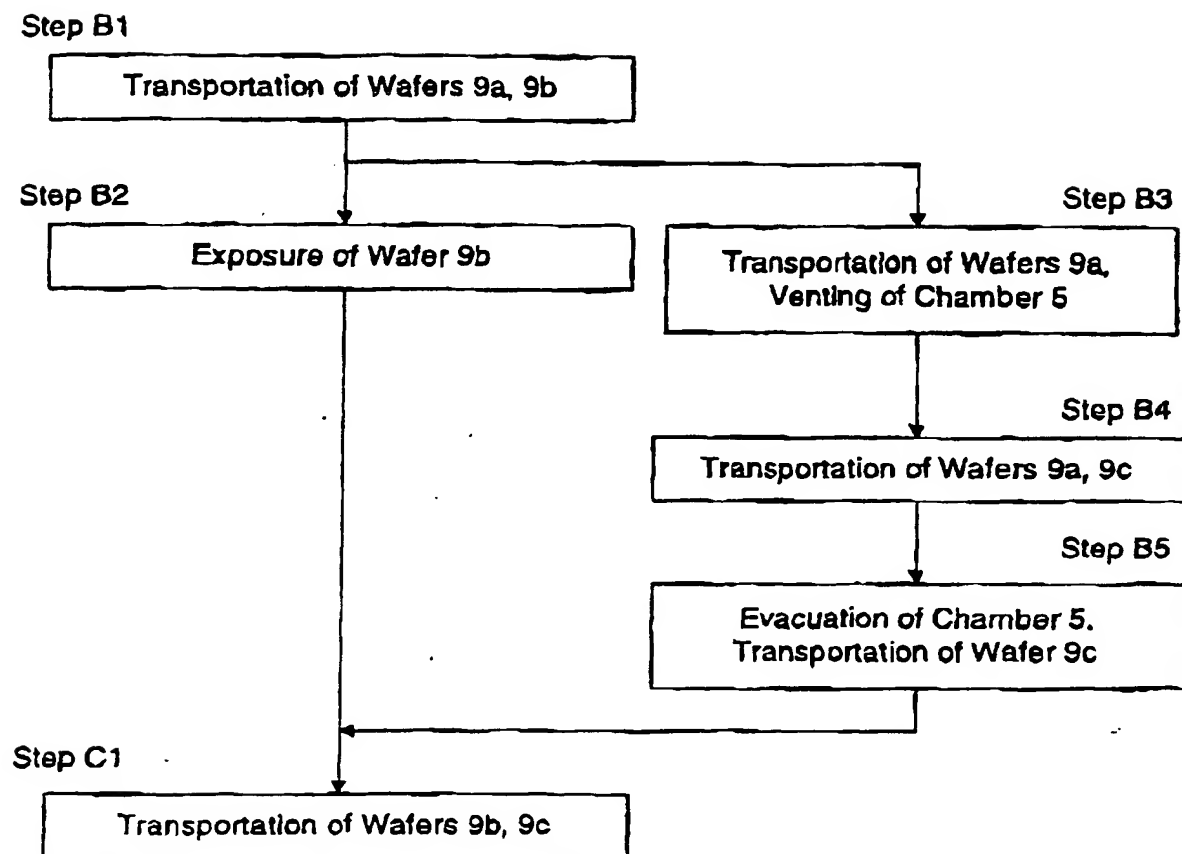 Step B1
Transportation of Wafers 9a, 9b
Step B2
Exposure of Wafer 9b
Step B3
Transportation of Wafers 9a,
Venting of Chamber 5
Step B4
Transportation of Wafers 9a, 9c
Step B5
Evacuation of Chamber 5.
Transportation of Wafer 9c
Step C1
Transportation of Wafers 9b, 9c